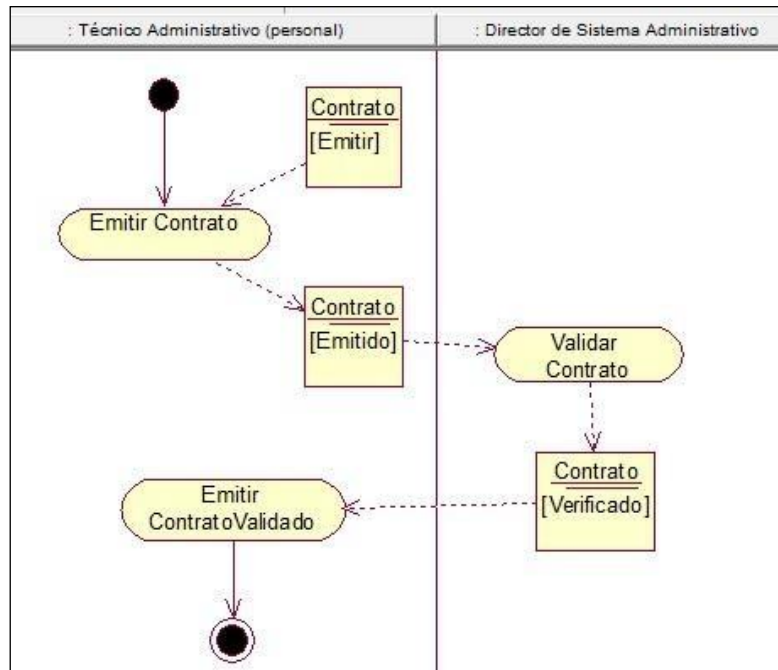 : Técnico Administrativo (personal)
: Director de Sistema Administrativo
Contrato
[Emitir]
Emitir Contrato
Contrato
[Emitido]
Validar
Contrato
Contrato
[Verificado]
Emitir
ContratoValidado